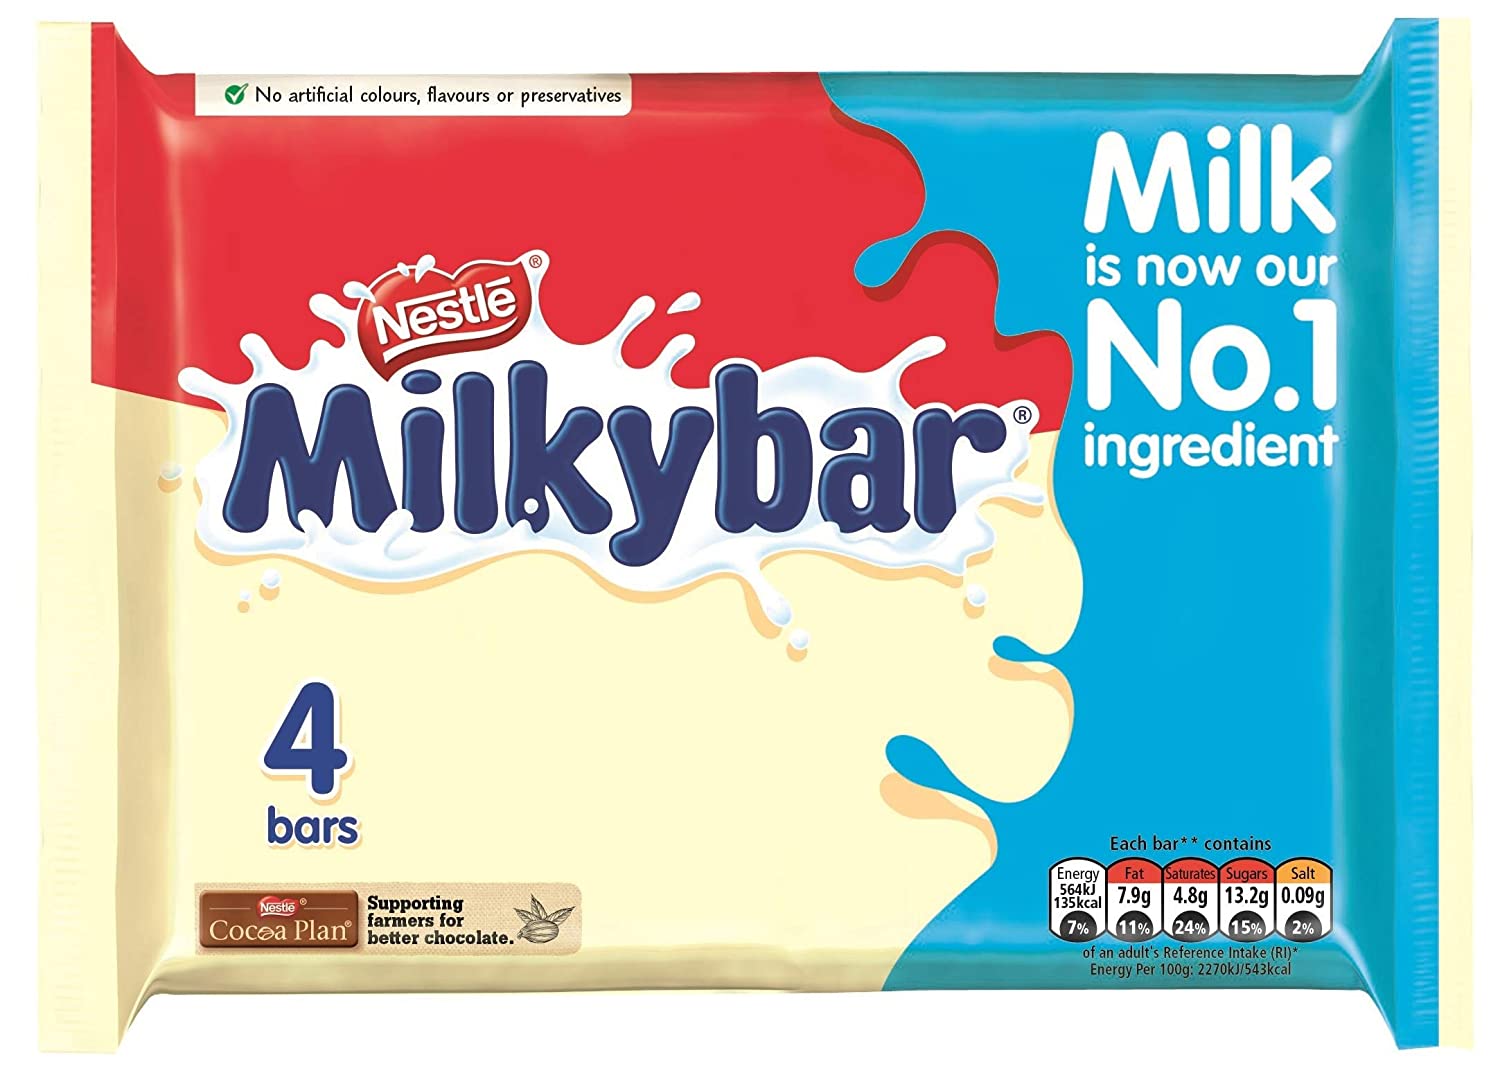 No artificial colours, flavours or preservatives
Milk
is now our
No.1
ingredient
Nestlé®
Milkybar®
4
bars
Nestlé®
Cocoa Plan®
Supporting
farmers for
better chocolate.
Each bar** contains
Energy Fat Saturates Sugars Salt
564kJ
135kcal 7.9g 4.8g 13.2g 0.09g
7% 11% 24% 15% 2%
of an adult's Reference Intake (RI)*
Energy Per 100g: 2270kJ/543kcal